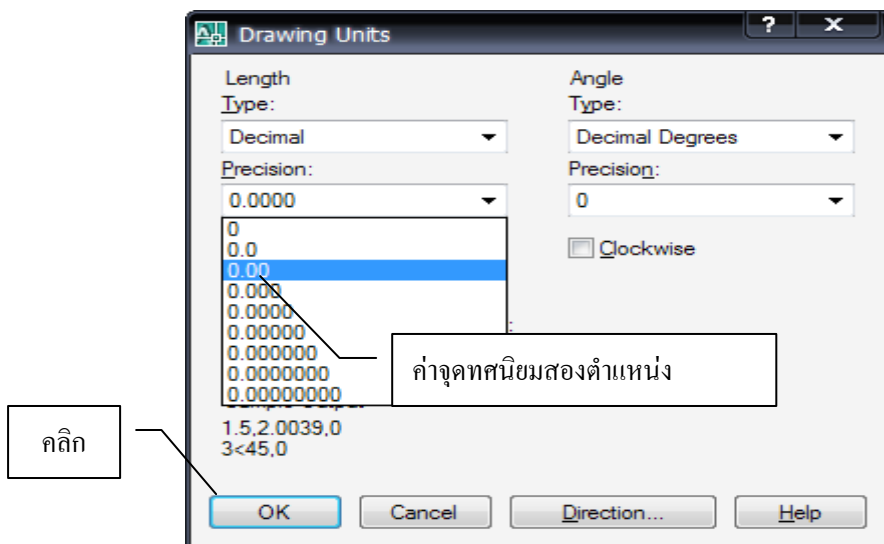 Drawing Units
Length
Type:
Decimal
Precision:
0.0000
0
0.0
0.00
0.000
0.0000
0.00000
0.000000
0.0000000
0.00000000
Angle
Type:
Decimal Degrees
Precision:
0
Clockwise
ค่าจุดทศนิยมสองตำแหน่ง
คลิก
1.5,2.0039,0
3<45,0
OK
Cancel
Direction...
Help